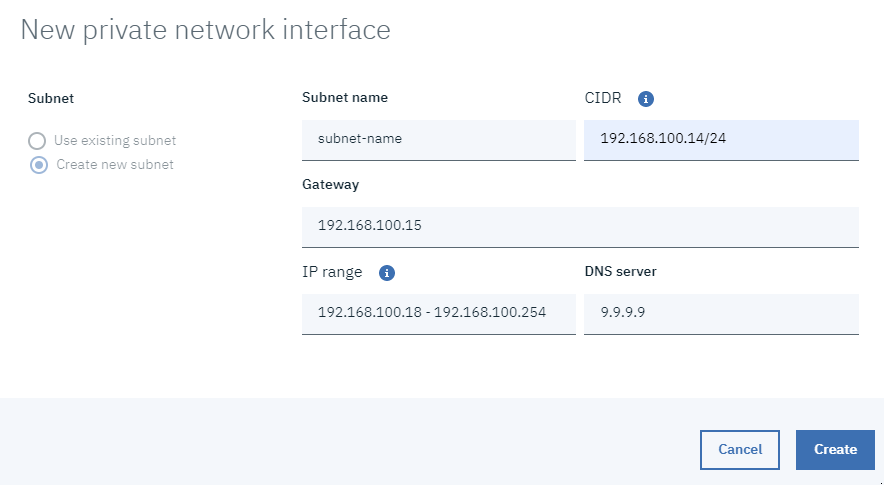 New private network interface
Subnet
Use existing subnet
Create new subnet
Subnet name
subnet-name
CIDR
192.168.100.14/24
Gateway
192.168.100.15
IP range
192.168.100.18 - 192.168.100.254
DNS server
9.9.9.9
Cancel
Create